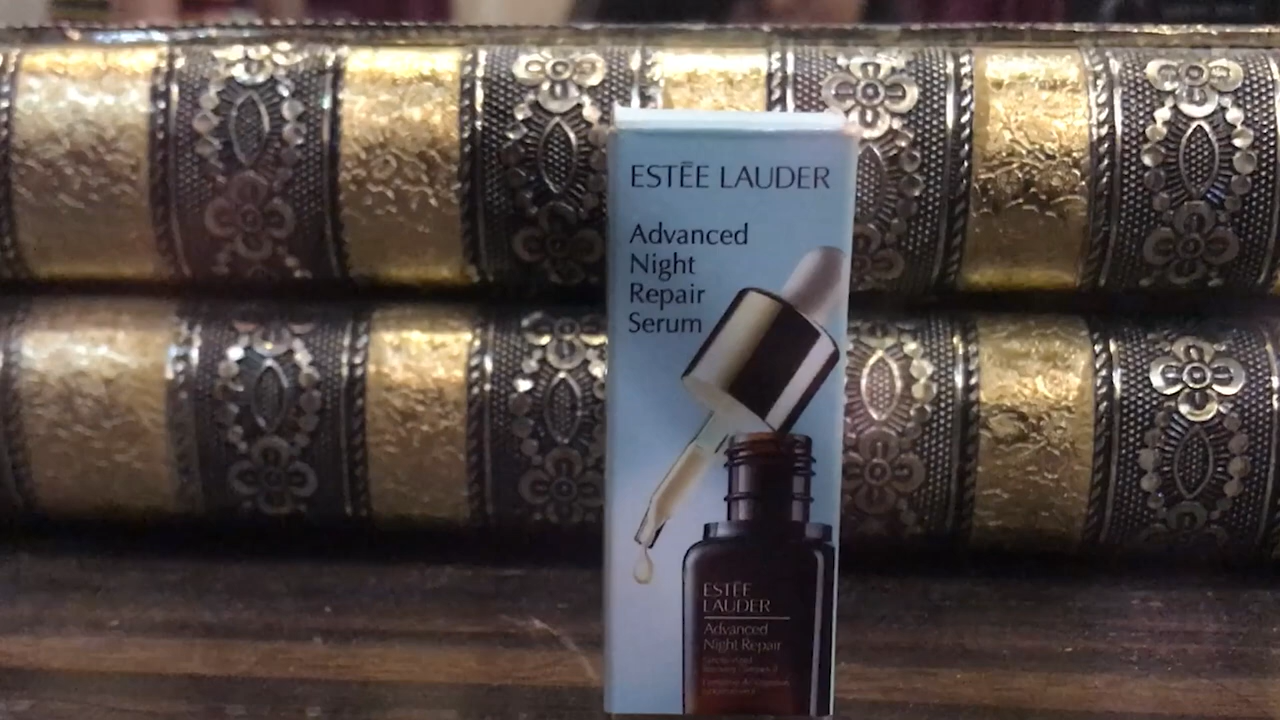 ESTĒE LAUDER
Advanced
Night
Repair
Serum
ESTĒE
LAUDER
Advanced
Night Repair